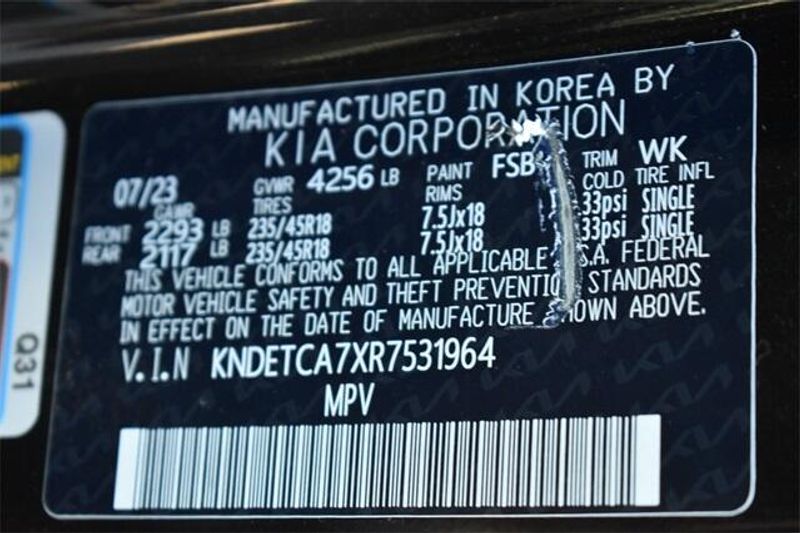 MANUFACTURED IN KOREA BY
KIA CORPORATION
07/23 GVWR 4256 LB PAINT FSB TRIM WK
GAWR TIRES RIMS COLD TIRE INFL
FRONT 2293 LB 235/45R18 7.5Jx18 33psi SINGLE
REAR 2117 LB 235/45R18 7.5Jx18 33psi SINGLE
THIS VEHICLE CONFORMS TO ALL APPLICABLE U.S.A. FEDERAL
MOTOR VEHICLE SAFETY AND THEFT PREVENTION STANDARDS
IN EFFECT ON THE DATE OF MANUFACTURE SHOWN ABOVE.
V.I.N KNDETCA7XR7531964
MPV
Q31